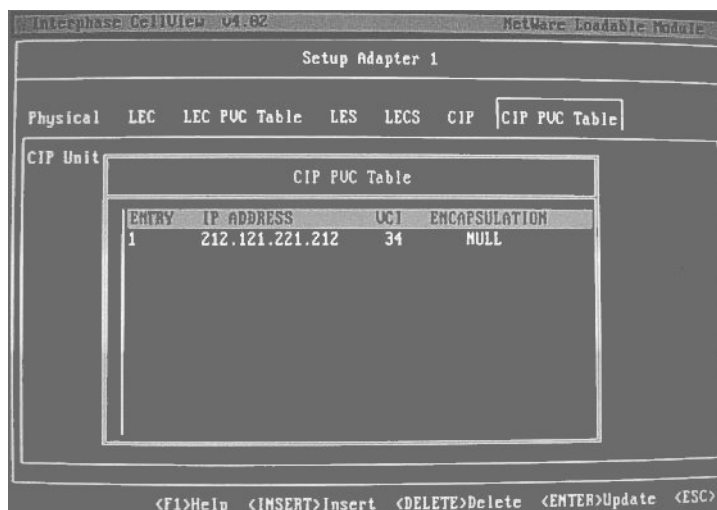 Interphase CellView v4.02 NetWare Loadable Module
Setup Adapter 1
Physical LEC LEC PVC Table LES LECS CIP CIP PVC Table
CIP Unit
CIP PVC Table
ENTRY IP ADDRESS VCI ENCAPSULATION
1 212.121.221.212 34 NULL
<F1>Help <INSERT>Insert <DELETE>Delete <ENTER>Update <ESC>